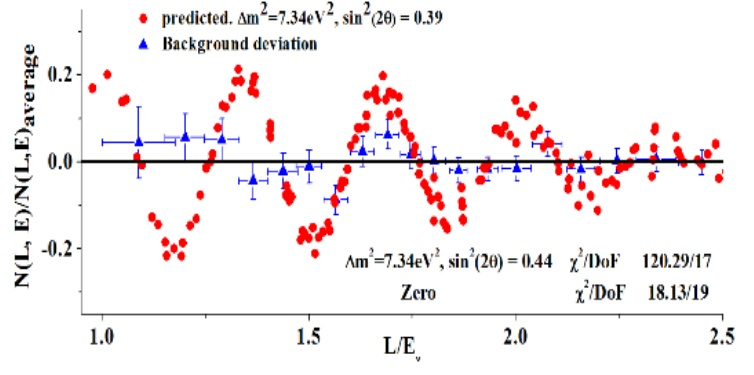 predicted. Δm²=7.34eV², sin²(2θ) = 0.39
Background deviation
N(L, E)/N(L,E)average
0.2
0.0
-0.2
Δm²=7.34eV², sin²(2θ) = 0.44 χ²/DoF 120.29/17
Zero χ²/DoF 18.13/19
1.0 1.5 2.0 2.5
L/Eν